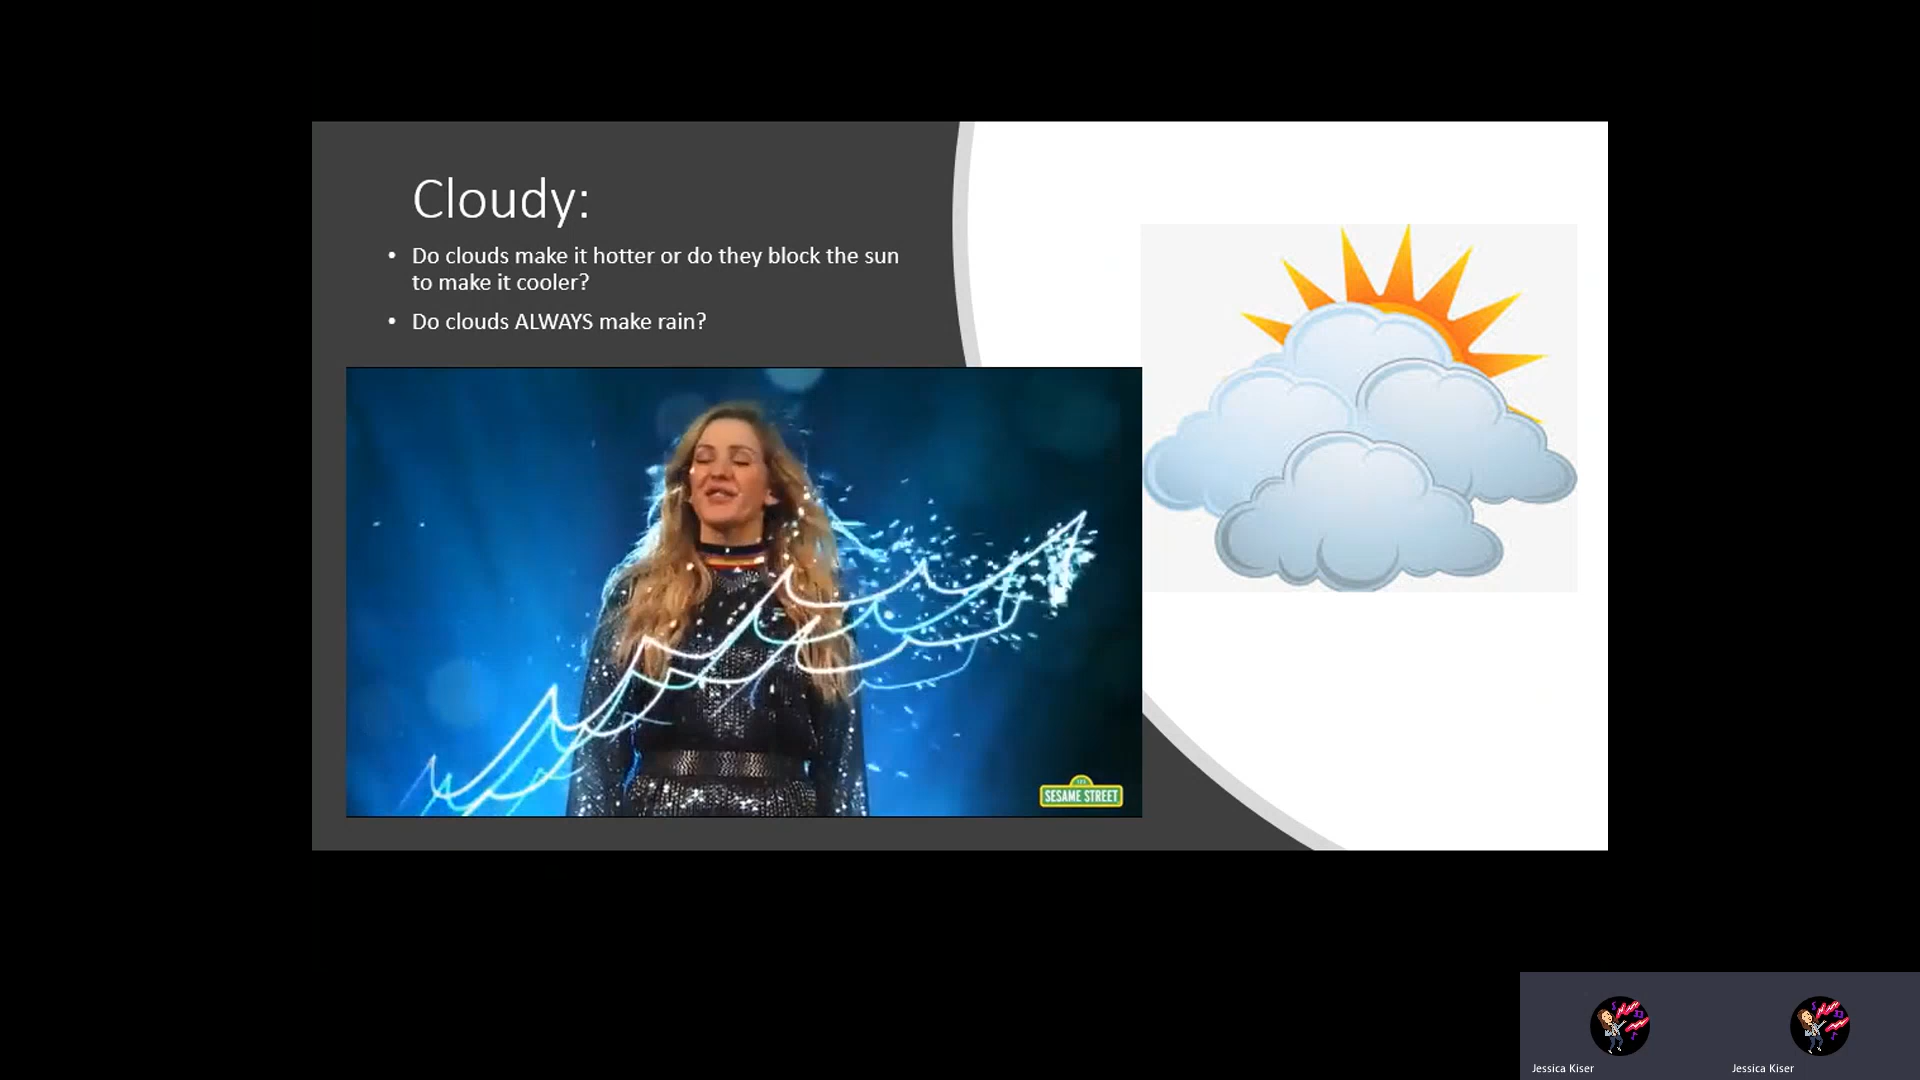 Cloudy:
• Do clouds make it hotter or do they block the sun
to make it cooler?
• Do clouds ALWAYS make rain?
123
SESAME STREET
Jessica Kiser
Jessica Kiser